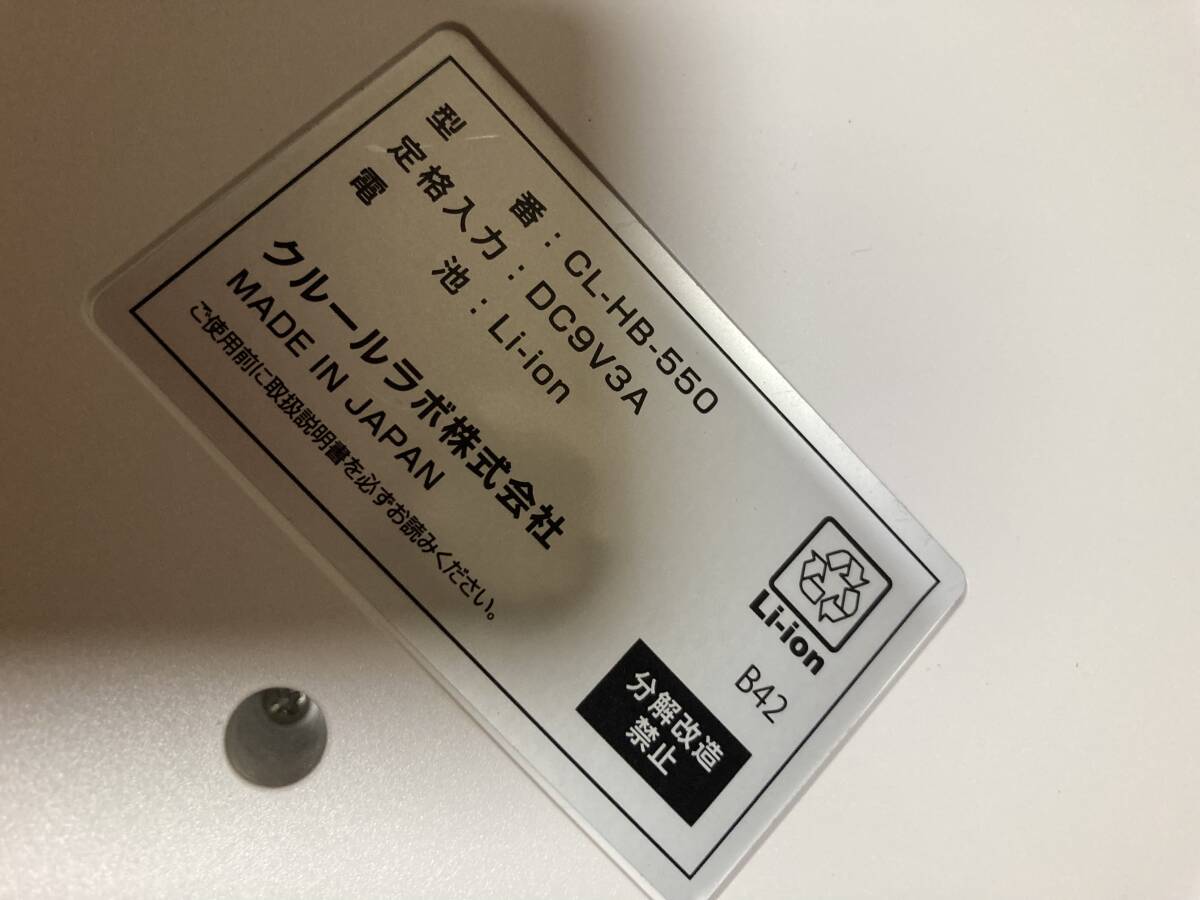 型番：CL-HB-550
定格入力：DC9V3A
電池：Li-ion
クルールラボ株式会社
MADE IN JAPAN
ご使用前に取扱説明書を必ずお読みください。
Li-ion
B42
分解改造
禁止